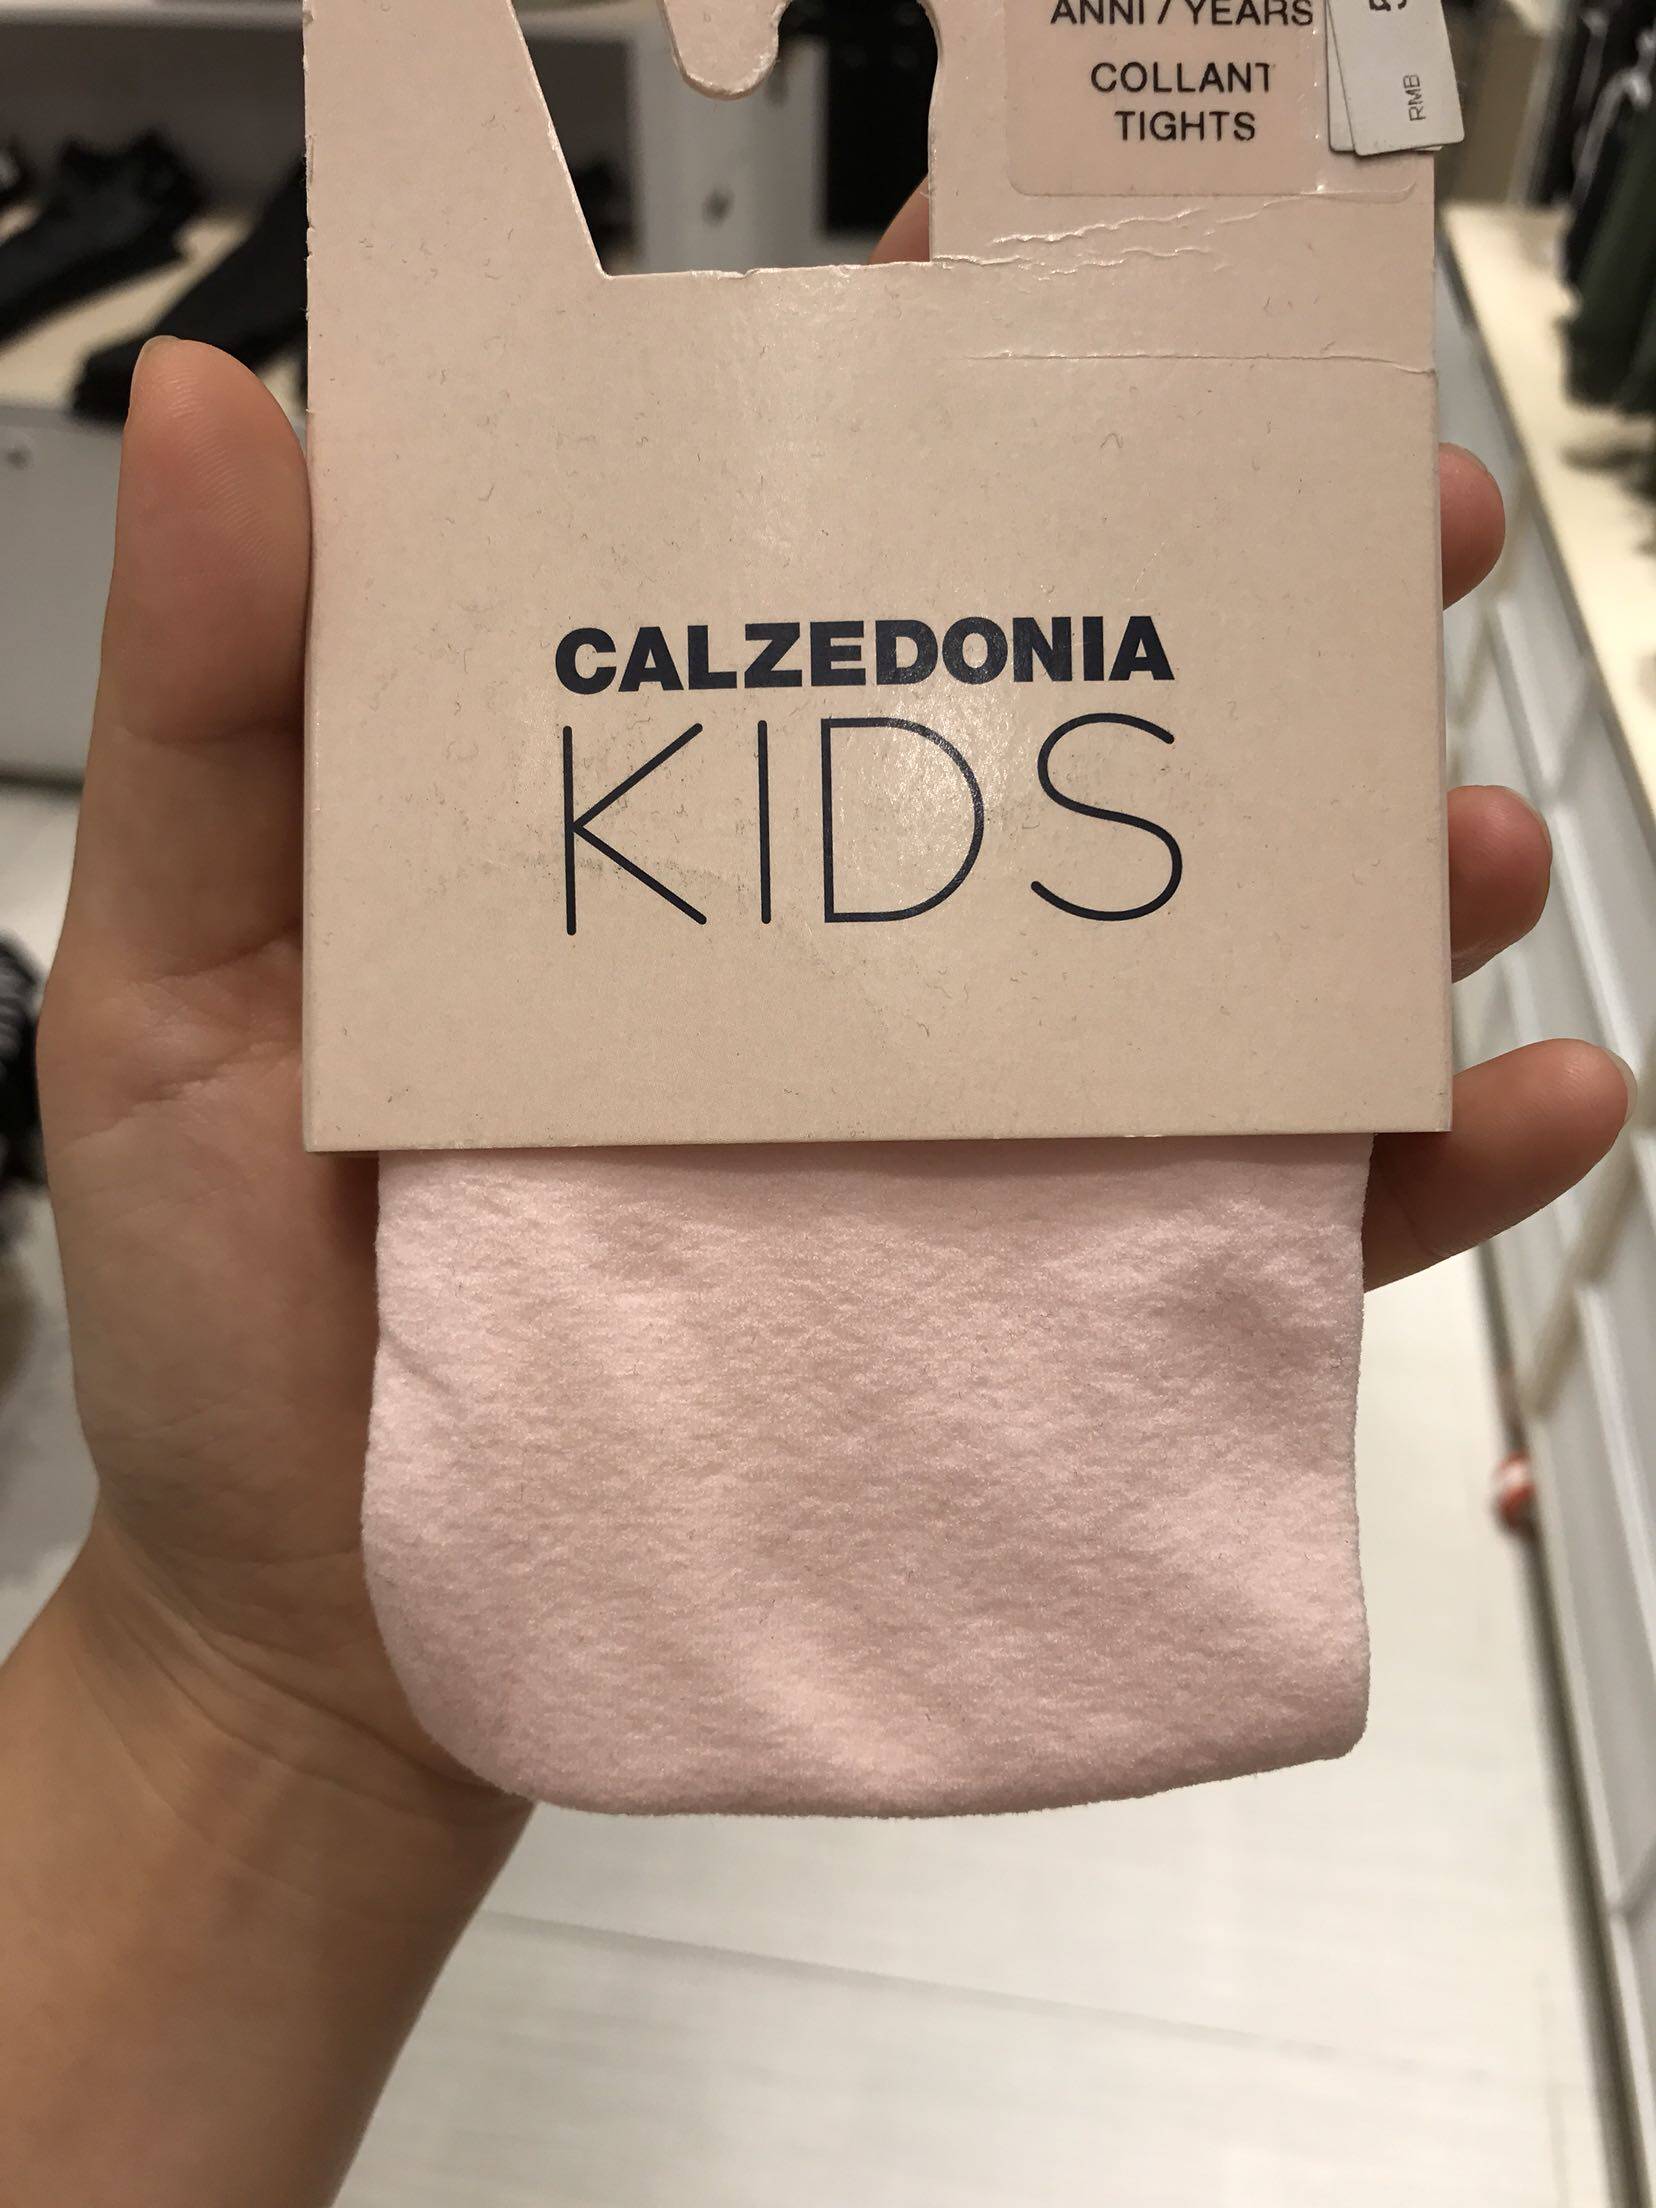 ANNI / YEARS
COLLANT
TIGHTS
RMB
CALZEDONIA
KIDS